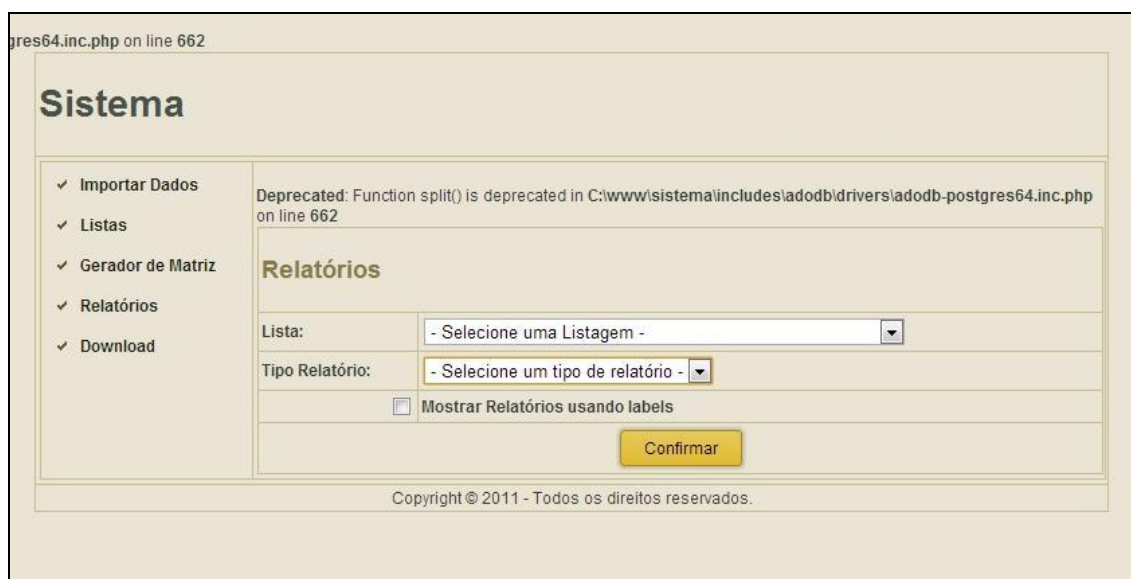 gres64.inc.php on line 662
Sistema
Importar Dados
Listas
Gerador de Matriz
Relatórios
Download
Deprecated: Function split() is deprecated in C:\www\sistema\includes\adodb\drivers\adodb-postgres64.inc.php
on line 662
Relatórios
Lista:
- Selecione uma Listagem -
Tipo Relatório:
- Selecione um tipo de relatório -
Mostrar Relatórios usando labels
Confirmar
Copyright © 2011 - Todos os direitos reservados.